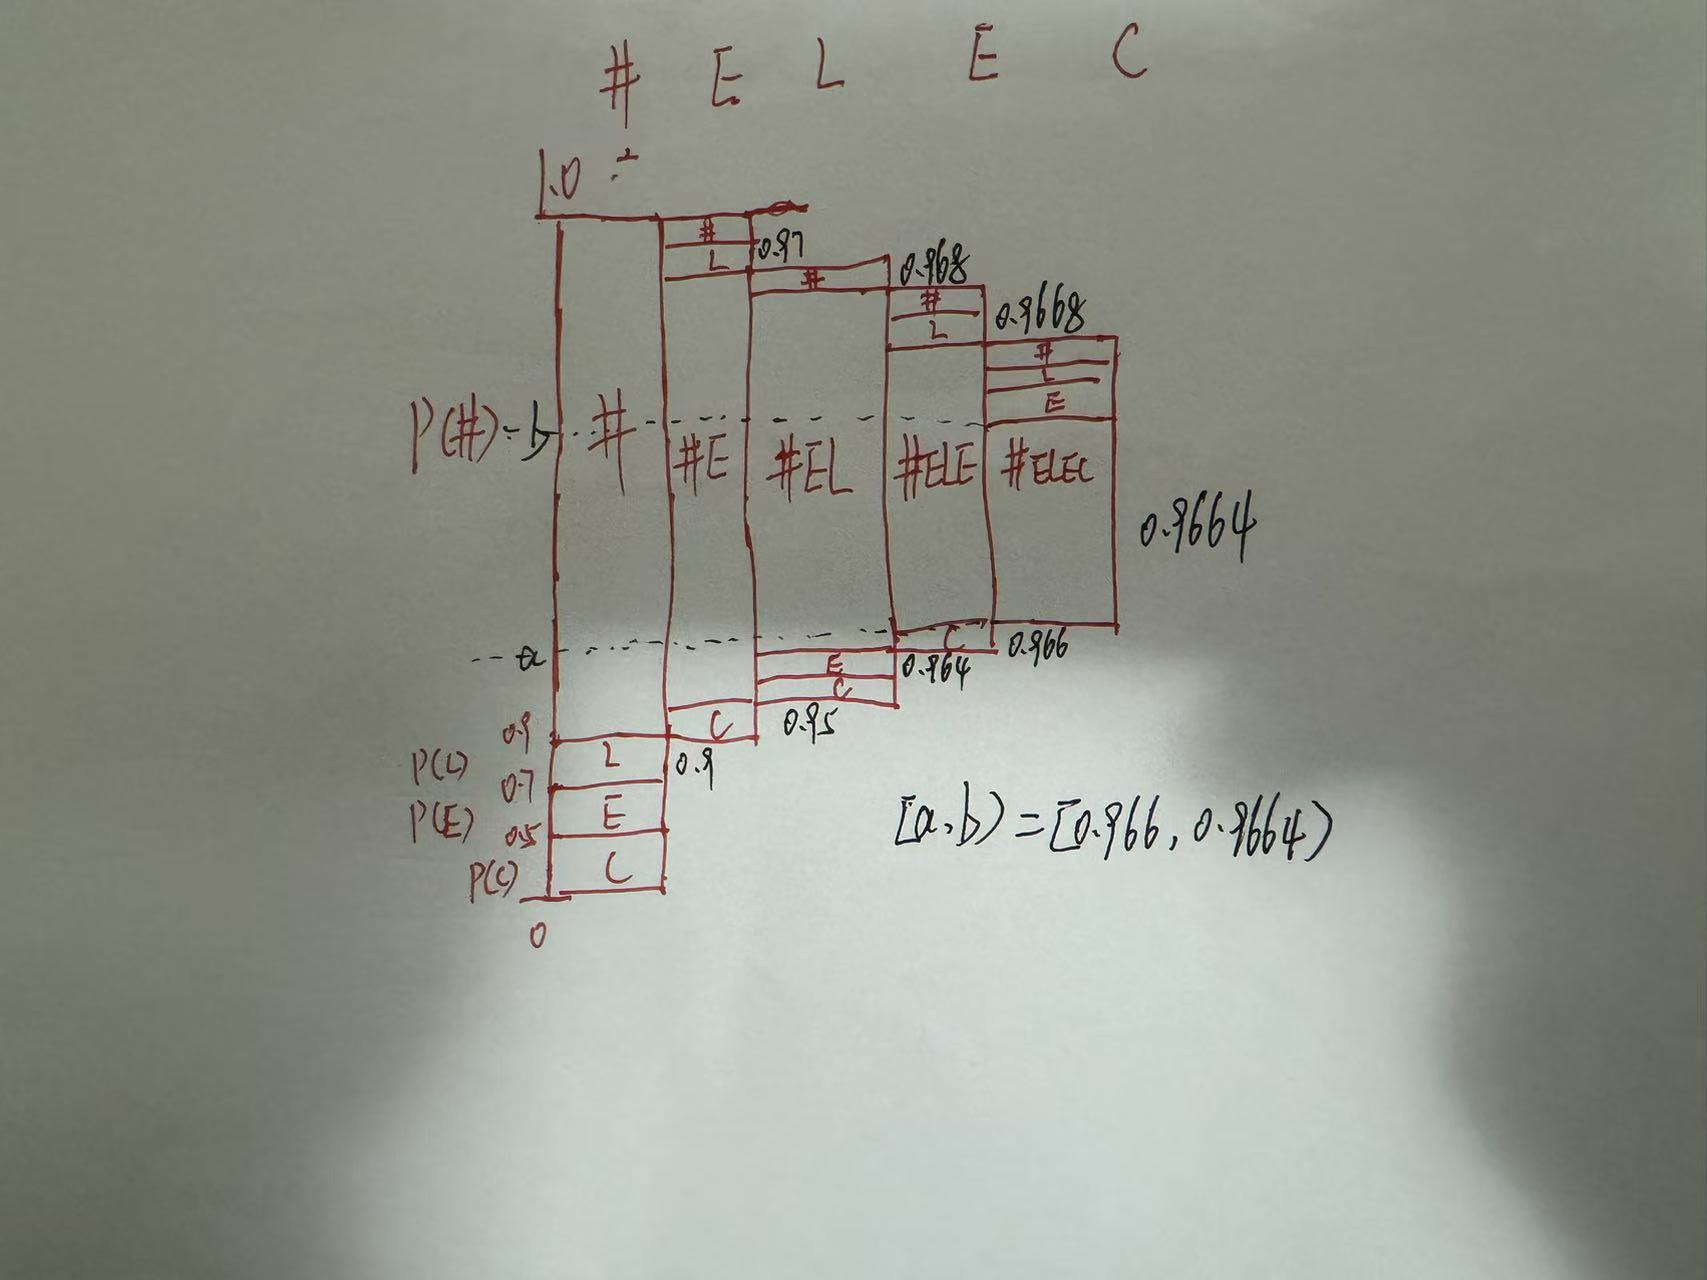 # E L E C
1.0
#
L 0.97
# 0.968
#
L 0.9668
#
L
E
P(#) b # #E #EL #ELE #ELEC
0.9664
a
E 0.964 C 0.966
C
0.9 C 0.95
P(L) L 0.9
0.7
P(E) E [a,b)=[0.966, 0.9664)
0.5
P(C) C
0